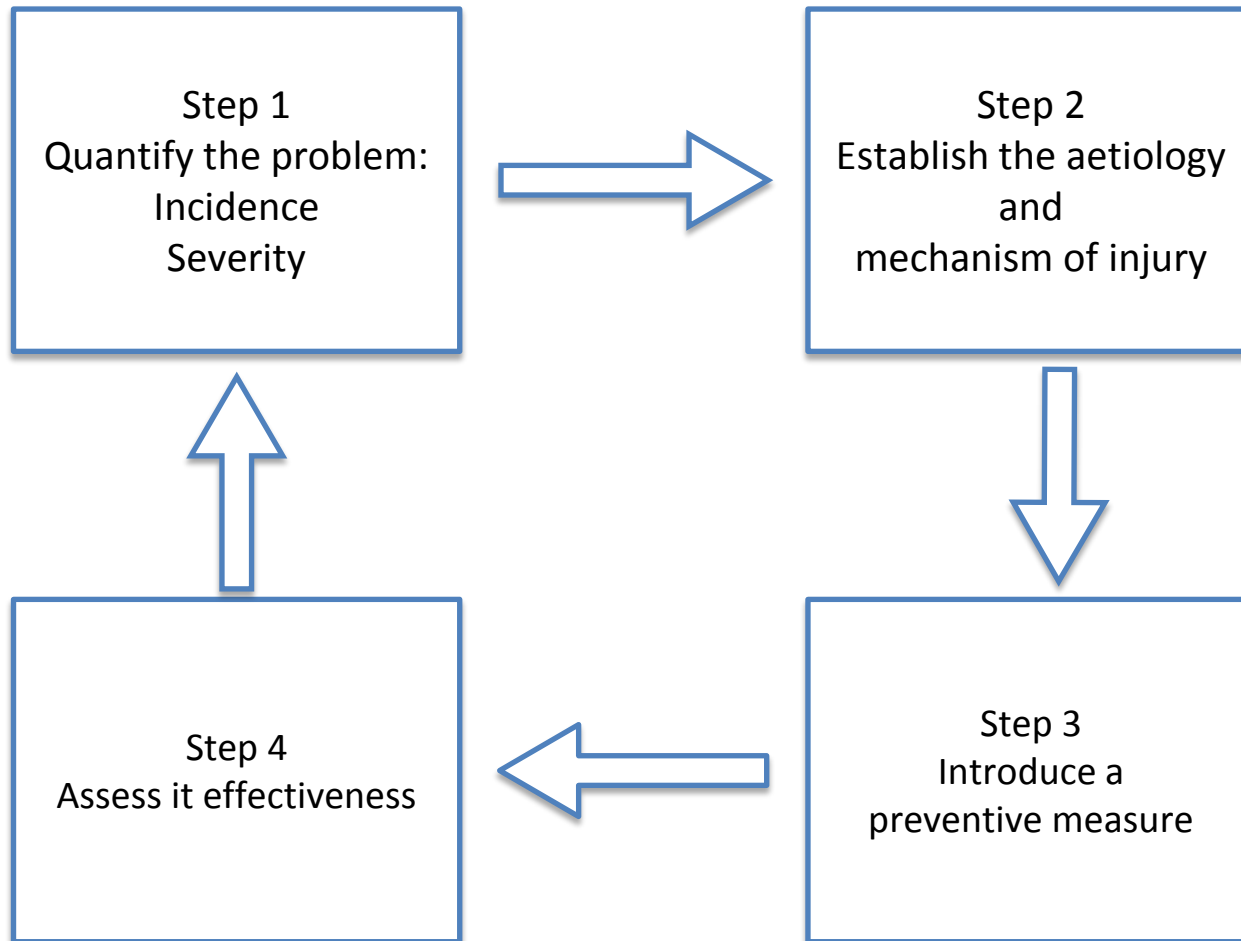 Step 1
Quantify the problem:
Incidence
Severity
Step 2
Establish the aetiology
and
mechanism of injury
Step 3
Introduce a
preventive measure
Step 4
Assess it effectiveness